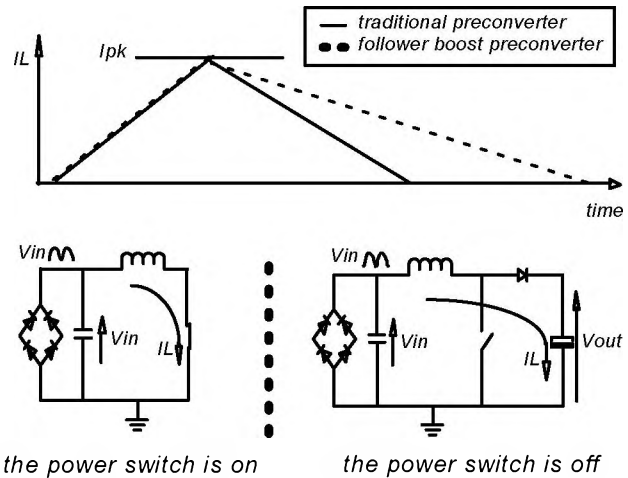 traditional preconverter
follower boost preconverter
IL
Ipk
time
Vin
Vin
IL
the power switch is on
Vin
Vin
IL
Vout
the power switch is off